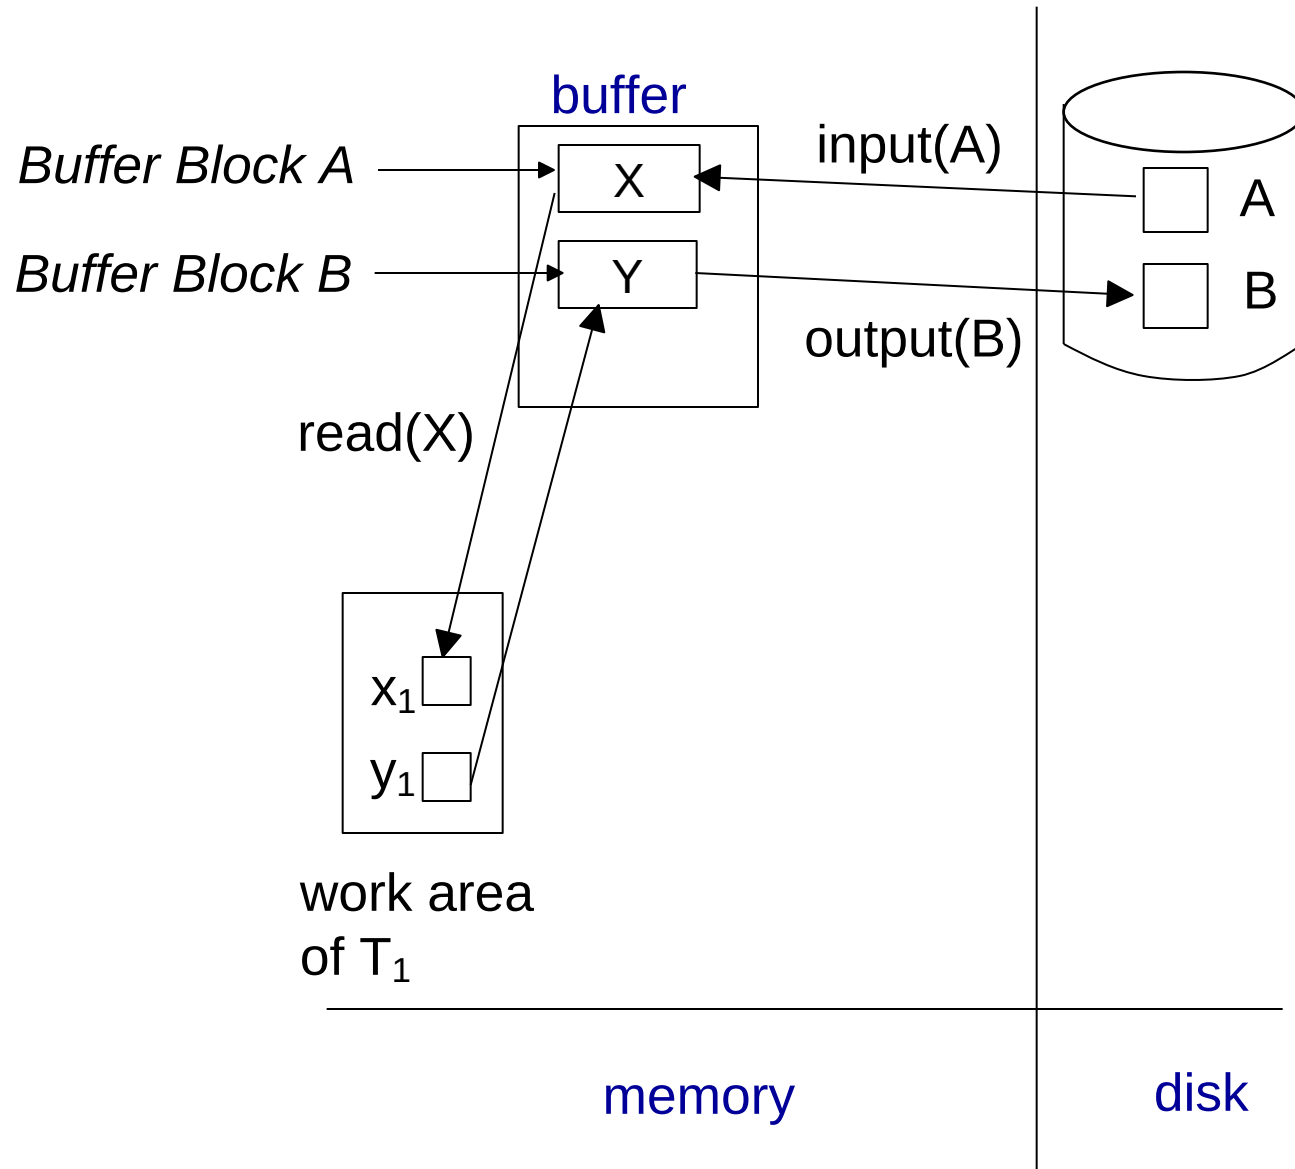 buffer
Buffer Block A
X
input(A)
A
Buffer Block B
Y
B
output(B)
read(X)
x₁
y₁
work area
of T₁
memory
disk